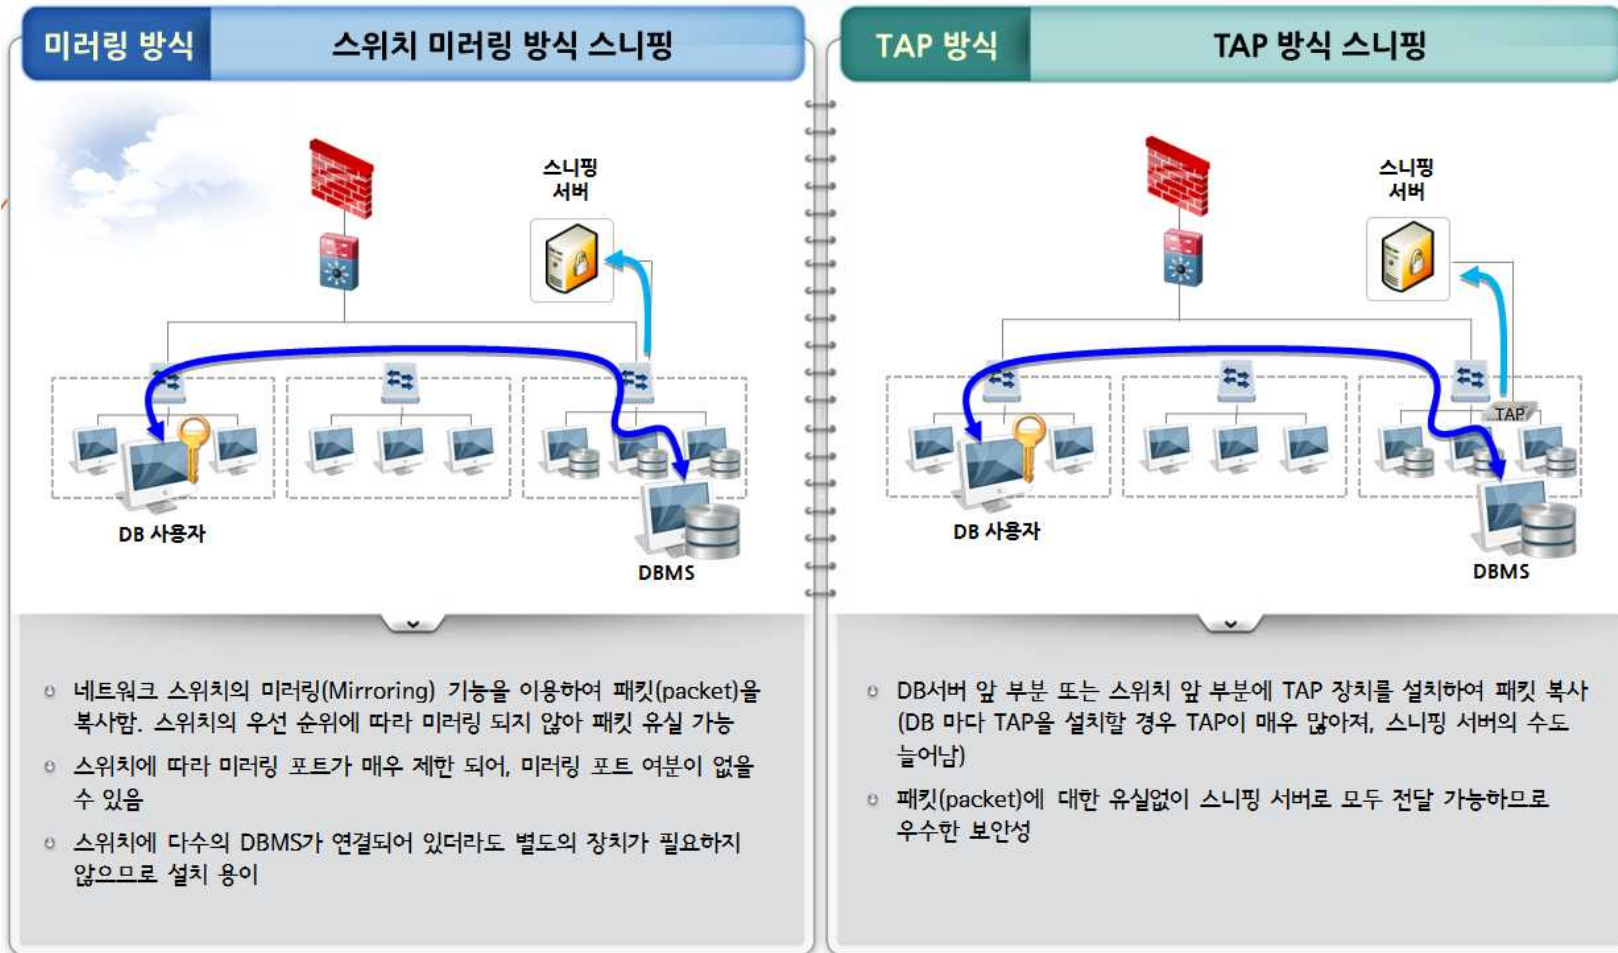 미러링 방식
스위치 미러링 방식 스니핑
스니핑
서버
DB 사용자
DBMS
네트워크 스위치의 미러링(Mirroring) 기능을 이용하여 패킷(packet)을
복사함. 스위치의 우선 순위에 따라 미러링 되지 않아 패킷 유실 가능
스위치에 따라 미러링 포트가 매우 제한 되어, 미러링 포트 여분이 없을
수 있음
스위치에 다수의 DBMS가 연결되어 있더라도 별도의 장치가 필요하지
않으므로 설치 용이
TAP 방식
TAP 방식 스니핑
스니핑
서버
TAP
DB 사용자
DBMS
DB서버 앞 부분 또는 스위치 앞 부분에 TAP 장치를 설치하여 패킷 복사
(DB 마다 TAP을 설치할 경우 TAP이 매우 많아져, 스니핑 서버의 수도
늘어남)
패킷(packet)에 대한 유실없이 스니핑 서버로 모두 전달 가능하므로
우수한 보안성